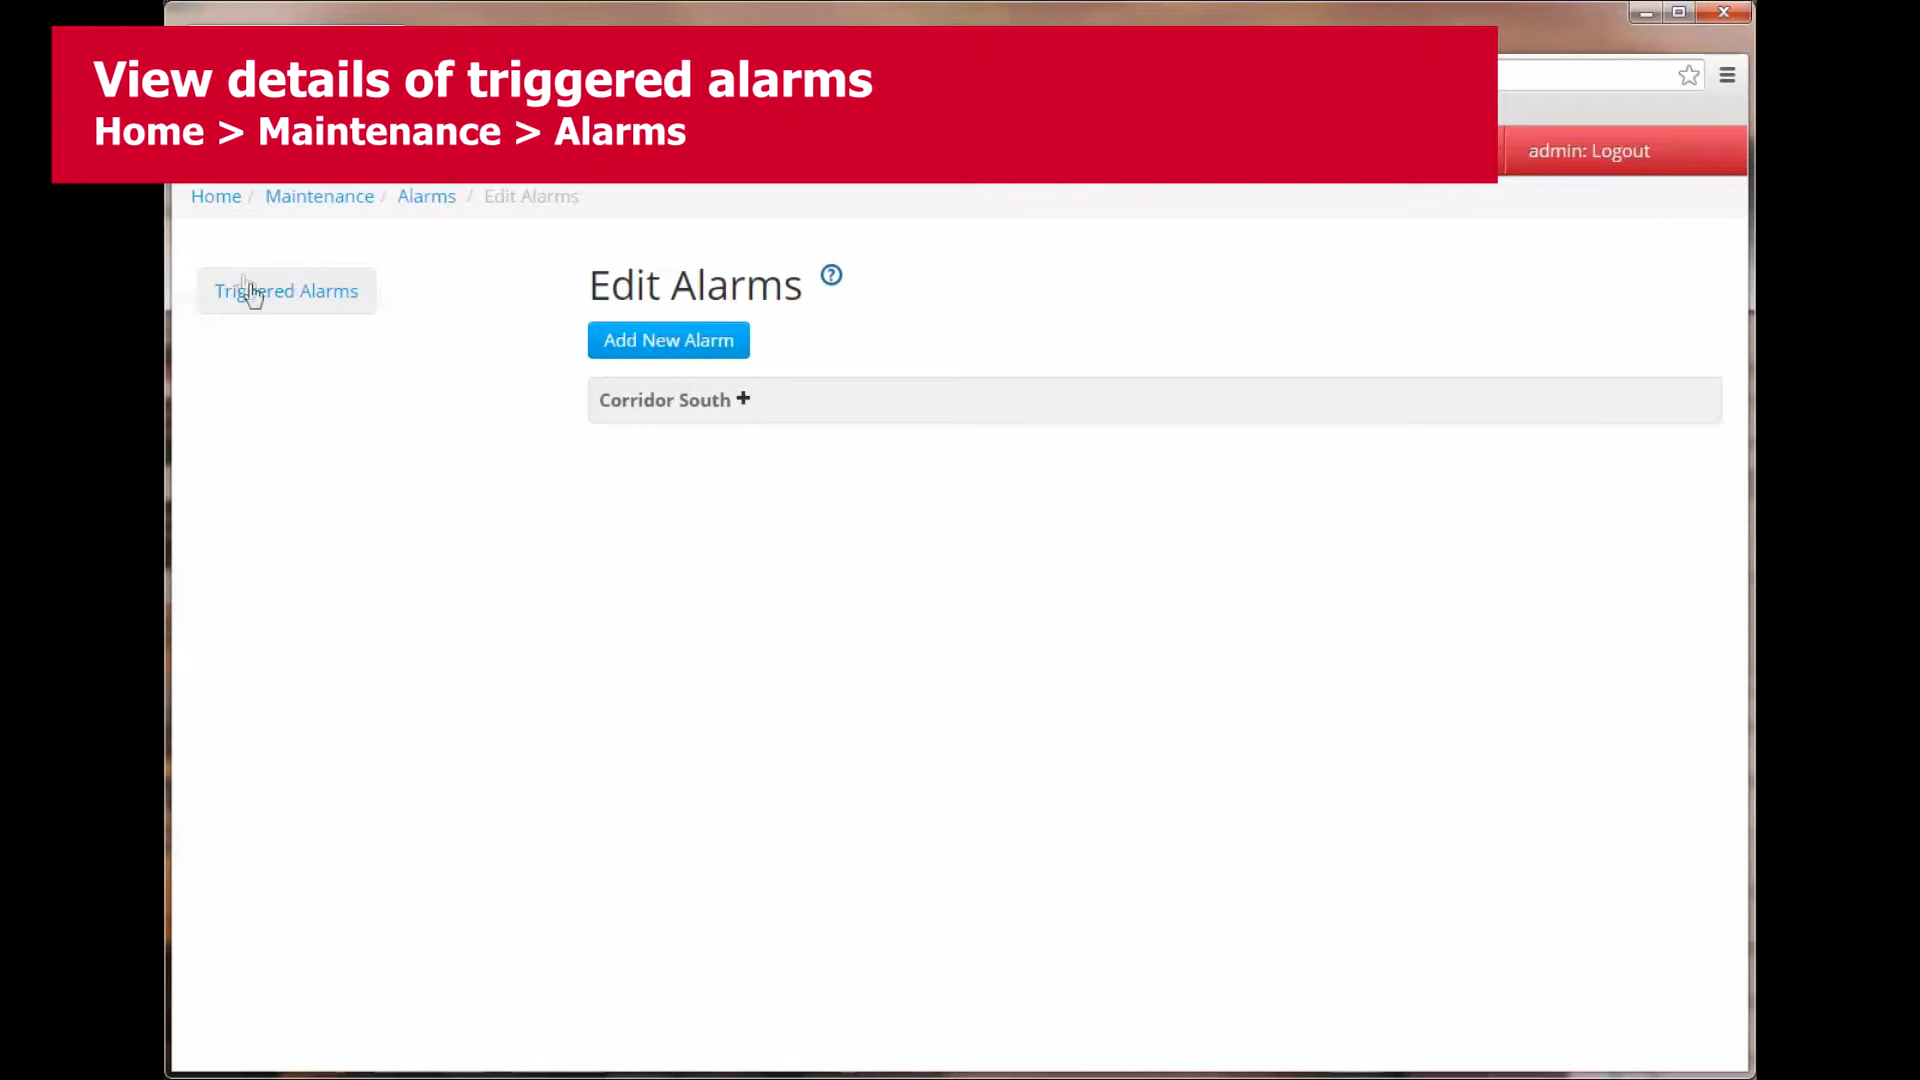 View details of triggered alarms
Home > Maintenance > Alarms
admin: Logout
Home / Maintenance / Alarms / Edit Alarms
Triggered Alarms
Edit Alarms ?
Add New Alarm
Corridor South +